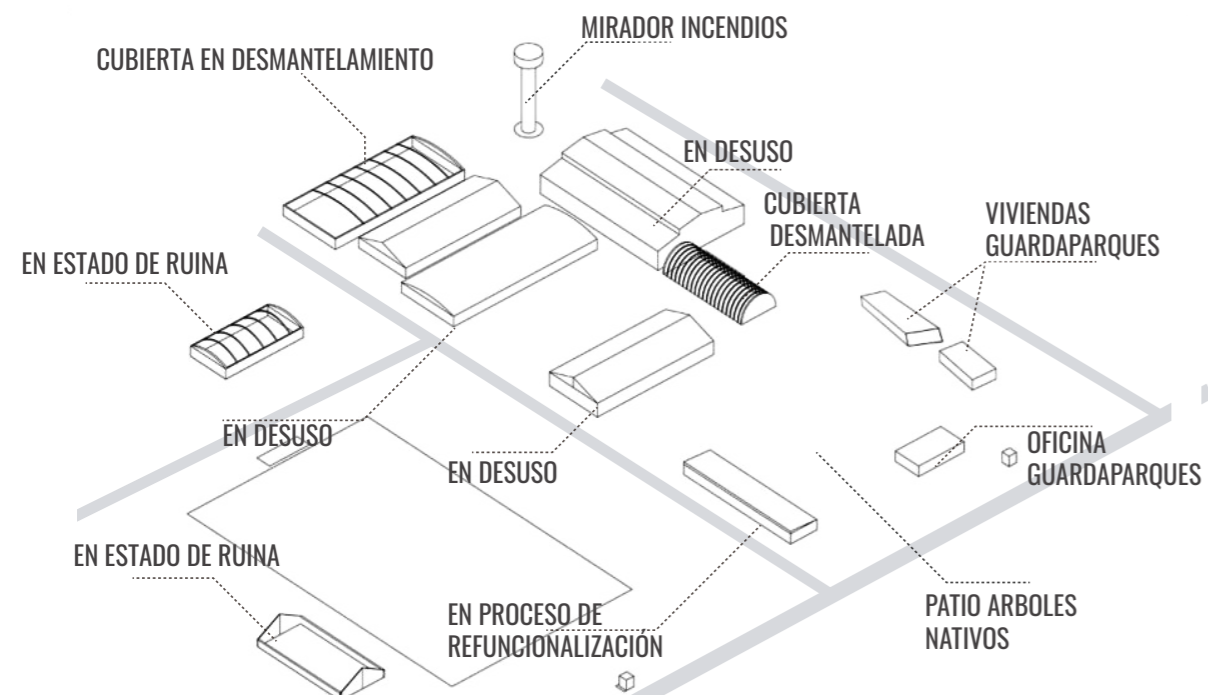 MIRADOR INCENDIOS
CUBIERTA EN DESMANTELAMIENTO
EN DESUSO
CUBIERTA
DESMANTELADA
VIVIENDAS
GUARDAPARQUES
EN ESTADO DE RUINA
EN DESUSO
EN DESUSO
OFICINA
GUARDAPARQUES
EN ESTADO DE RUINA
EN PROCESO DE
REFUNCIONALIZACIÓN
PATIO ARBOLES
NATIVOS